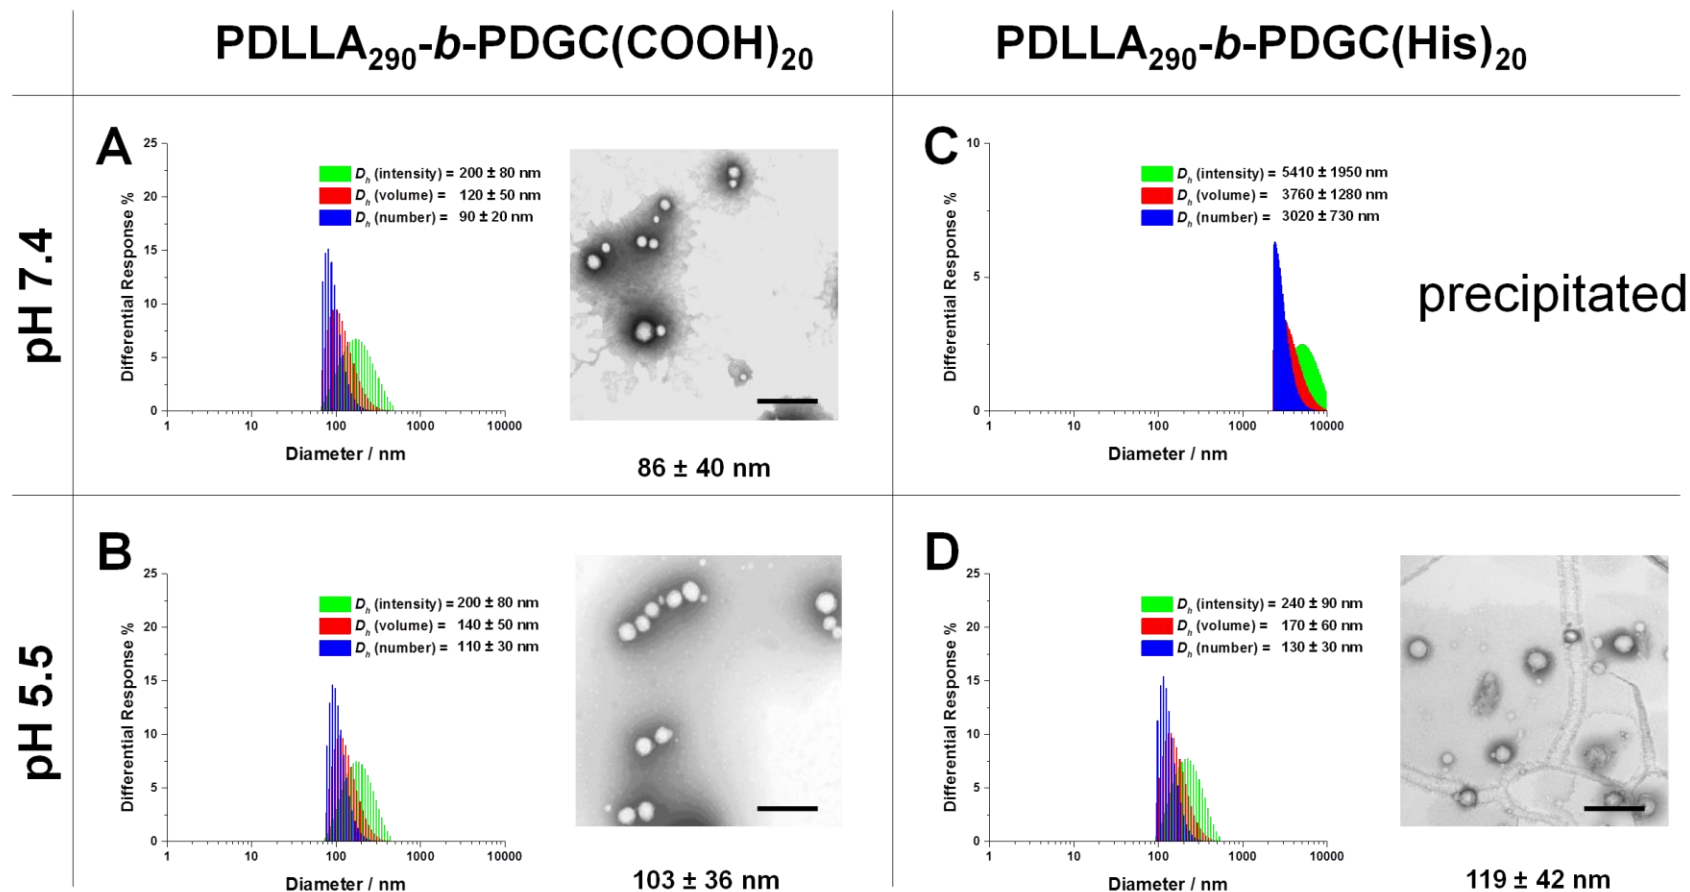 PDLLA290-b-PDGC(COOH)20
PDLLA290-b-PDGC(His)20
pH 7.4
A
25
20
15
10
5
0
Differential Response %
Dh (intensity) = 200 ± 80 nm
Dh (volume) = 120 ± 50 nm
Dh (number) = 90 ± 20 nm
1 10 100 1000 10000
Diameter / nm
86 ± 40 nm
C
10
5
0
Differential Response %
Dh (intensity) = 5410 ± 1950 nm
Dh (volume) = 3760 ± 1280 nm
Dh (number) = 3020 ± 730 nm
1 10 100 1000 10000
Diameter / nm
precipitated
pH 5.5
B
25
20
15
10
5
0
Differential Response %
Dh (intensity) = 200 ± 80 nm
Dh (volume) = 140 ± 50 nm
Dh (number) = 110 ± 30 nm
1 10 100 1000 10000
Diameter / nm
103 ± 36 nm
D
25
20
15
10
5
0
Differential Response %
Dh (intensity) = 240 ± 90 nm
Dh (volume) = 170 ± 60 nm
Dh (number) = 130 ± 30 nm
1 10 100 1000 10000
Diameter / nm
119 ± 42 nm